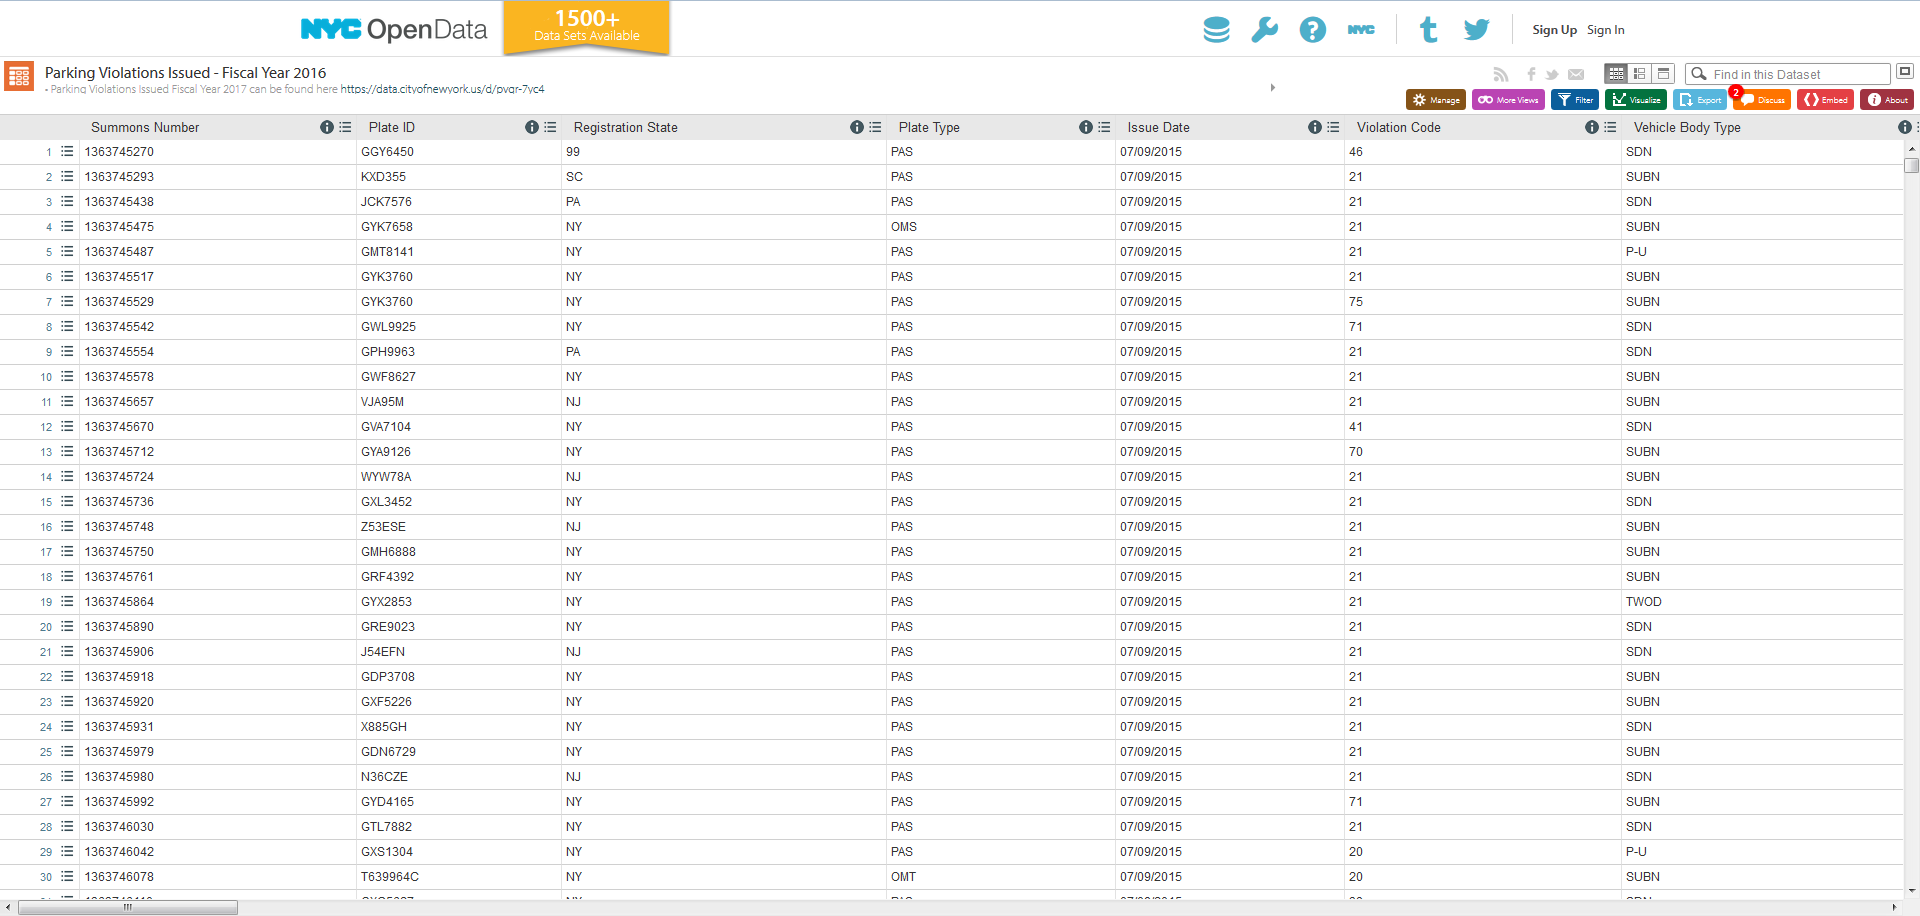 NYC OpenData
1500+
Data Sets Available
NYC
Sign Up Sign In
Parking Violations Issued - Fiscal Year 2016
- Parking Violations Issued Fiscal Year 2017 can be found here https://data.cityofnewyork.us/d/pvqr-7yc4
Find in this Dataset
Manage More Views Filter Visualize Export 2 Discuss Embed About
Summons Number Plate ID Registration State Plate Type Issue Date Violation Code Vehicle Body Type
1 1363745270 GGY6450 99 PAS 07/09/2015 46 SDN
2 1363745293 KXD355 SC PAS 07/09/2015 21 SUBN
3 1363745438 JCK7576 PA PAS 07/09/2015 21 SDN
4 1363745475 GYK7658 NY OMS 07/09/2015 21 SUBN
5 1363745487 GMT8141 NY PAS 07/09/2015 21 P-U
6 1363745517 GYK3760 NY PAS 07/09/2015 21 SUBN
7 1363745529 GYK3760 NY PAS 07/09/2015 75 SUBN
8 1363745542 GWL9925 NY PAS 07/09/2015 71 SDN
9 1363745554 GPH9963 PA PAS 07/09/2015 21 SDN
10 1363745578 GWF8627 NY PAS 07/09/2015 21 SUBN
11 1363745657 VJA95M NJ PAS 07/09/2015 21 SUBN
12 1363745670 GVA7104 NY PAS 07/09/2015 41 SDN
13 1363745712 GYA9126 NY PAS 07/09/2015 70 SUBN
14 1363745724 WYW78A NJ PAS 07/09/2015 21 SUBN
15 1363745736 GXL3452 NY PAS 07/09/2015 21 SDN
16 1363745748 Z53ESE NJ PAS 07/09/2015 21 SUBN
17 1363745750 GMH6888 NY PAS 07/09/2015 21 SUBN
18 1363745761 GRF4392 NY PAS 07/09/2015 21 SUBN
19 1363745864 GYX2853 NY PAS 07/09/2015 21 TWOD
20 1363745890 GRE9023 NY PAS 07/09/2015 21 SDN
21 1363745906 J54EFN NJ PAS 07/09/2015 21 SDN
22 1363745918 GDP3708 NY PAS 07/09/2015 21 SUBN
23 1363745920 GXF5226 NY PAS 07/09/2015 21 SUBN
24 1363745931 X885GH NY PAS 07/09/2015 21 SDN
25 1363745979 GDN6729 NY PAS 07/09/2015 21 SUBN
26 1363745980 N36CZE NJ PAS 07/09/2015 21 SDN
27 1363745992 GYD4165 NY PAS 07/09/2015 71 SUBN
28 1363746030 GTL7882 NY PAS 07/09/2015 21 SDN
29 1363746042 GXS1304 NY PAS 07/09/2015 20 P-U
30 1363746078 T639964C NY OMT 07/09/2015 20 SUBN